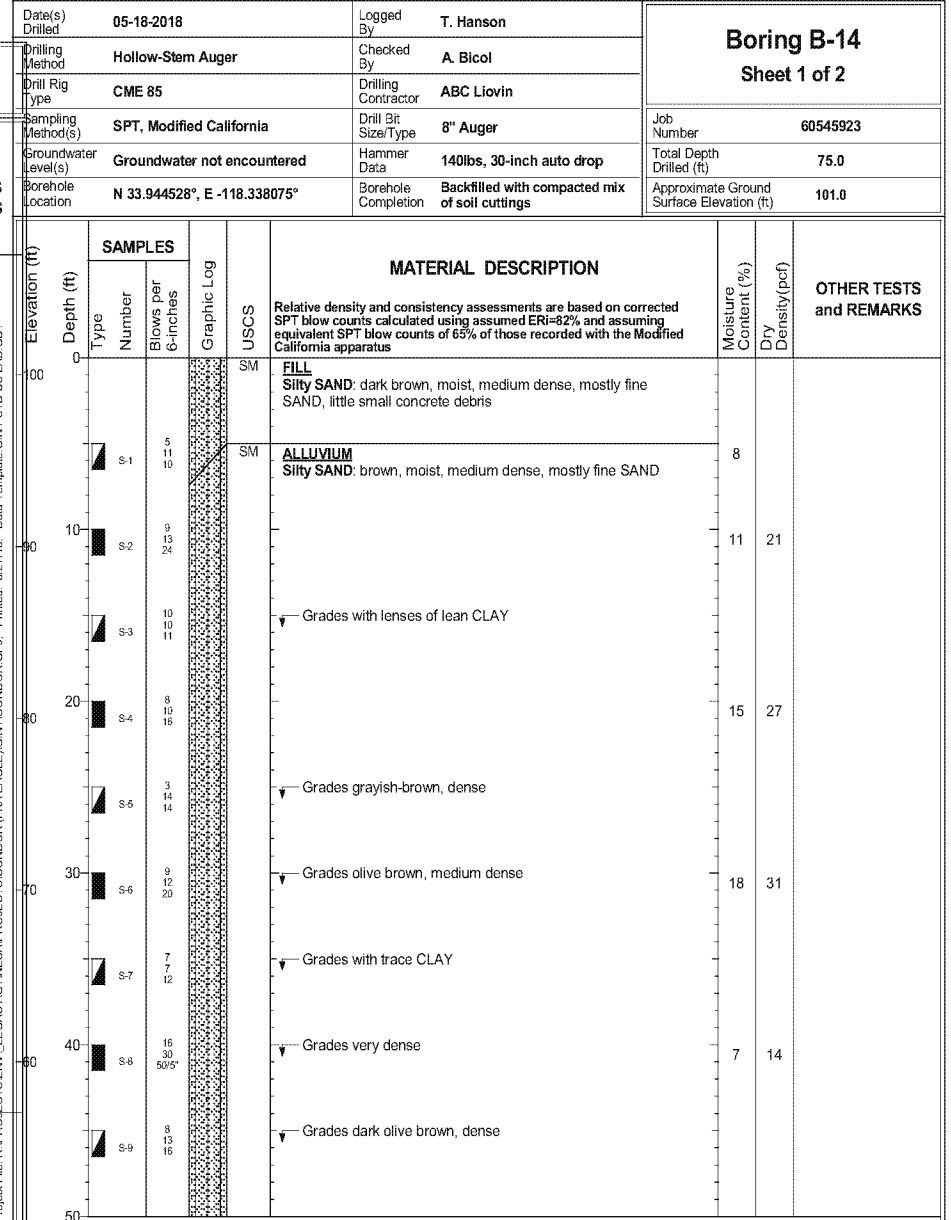 Date(s) Drilled 05-18-2018 Logged By T. Hanson
Drilling Method Hollow-Stem Auger Checked By A. Bicol
Drill Rig Type CME 85 Drilling Contractor ABC Liovin
Sampling Method(s) SPT, Modified California Drill Bit Size/Type 8" Auger
Groundwater Level(s) Groundwater not encountered Hammer Data 140lbs, 30-inch auto drop
Borehole Location N 33.944528°, E -118.338075° Borehole Completion Backfilled with compacted mix of soil cuttings
Boring B-14
Sheet 1 of 2
Job Number 60545923
Total Depth Drilled (ft) 75.0
Approximate Ground Surface Elevation (ft) 101.0
Elevation (ft)
Depth (ft)
SAMPLES
Type
Number
Blows per 6-inches
Graphic Log
USCS
MATERIAL DESCRIPTION
Relative density and consistency assessments are based on corrected
SPT blow counts calculated using assumed ERi=82% and assuming
equivalent SPT blow counts of 65% of those recorded with the Modified
California apparatus
Moisture Content (%)
Dry Density(pcf)
OTHER TESTS
and REMARKS
0
100
SM FILL
Silty SAND: dark brown, moist, medium dense, mostly fine
SAND, little small concrete debris
S-1 5 11 10 SM ALLUVIUM 8
Silty SAND: brown, moist, medium dense, mostly fine SAND
10
90 S-2 9 13 24 11 21
S-3 10 10 11 Grades with lenses of lean CLAY
20
80 S-4 8 10 16 15 27
S-5 3 14 14 Grades grayish-brown, dense
30
70 S-6 9 12 20 Grades olive brown, medium dense 18 31
S-7 7 7 12 Grades with trace CLAY
40
60 S-8 16 30 50/5" Grades very dense 7 14
S-9 8 13 16 Grades dark olive brown, dense
50